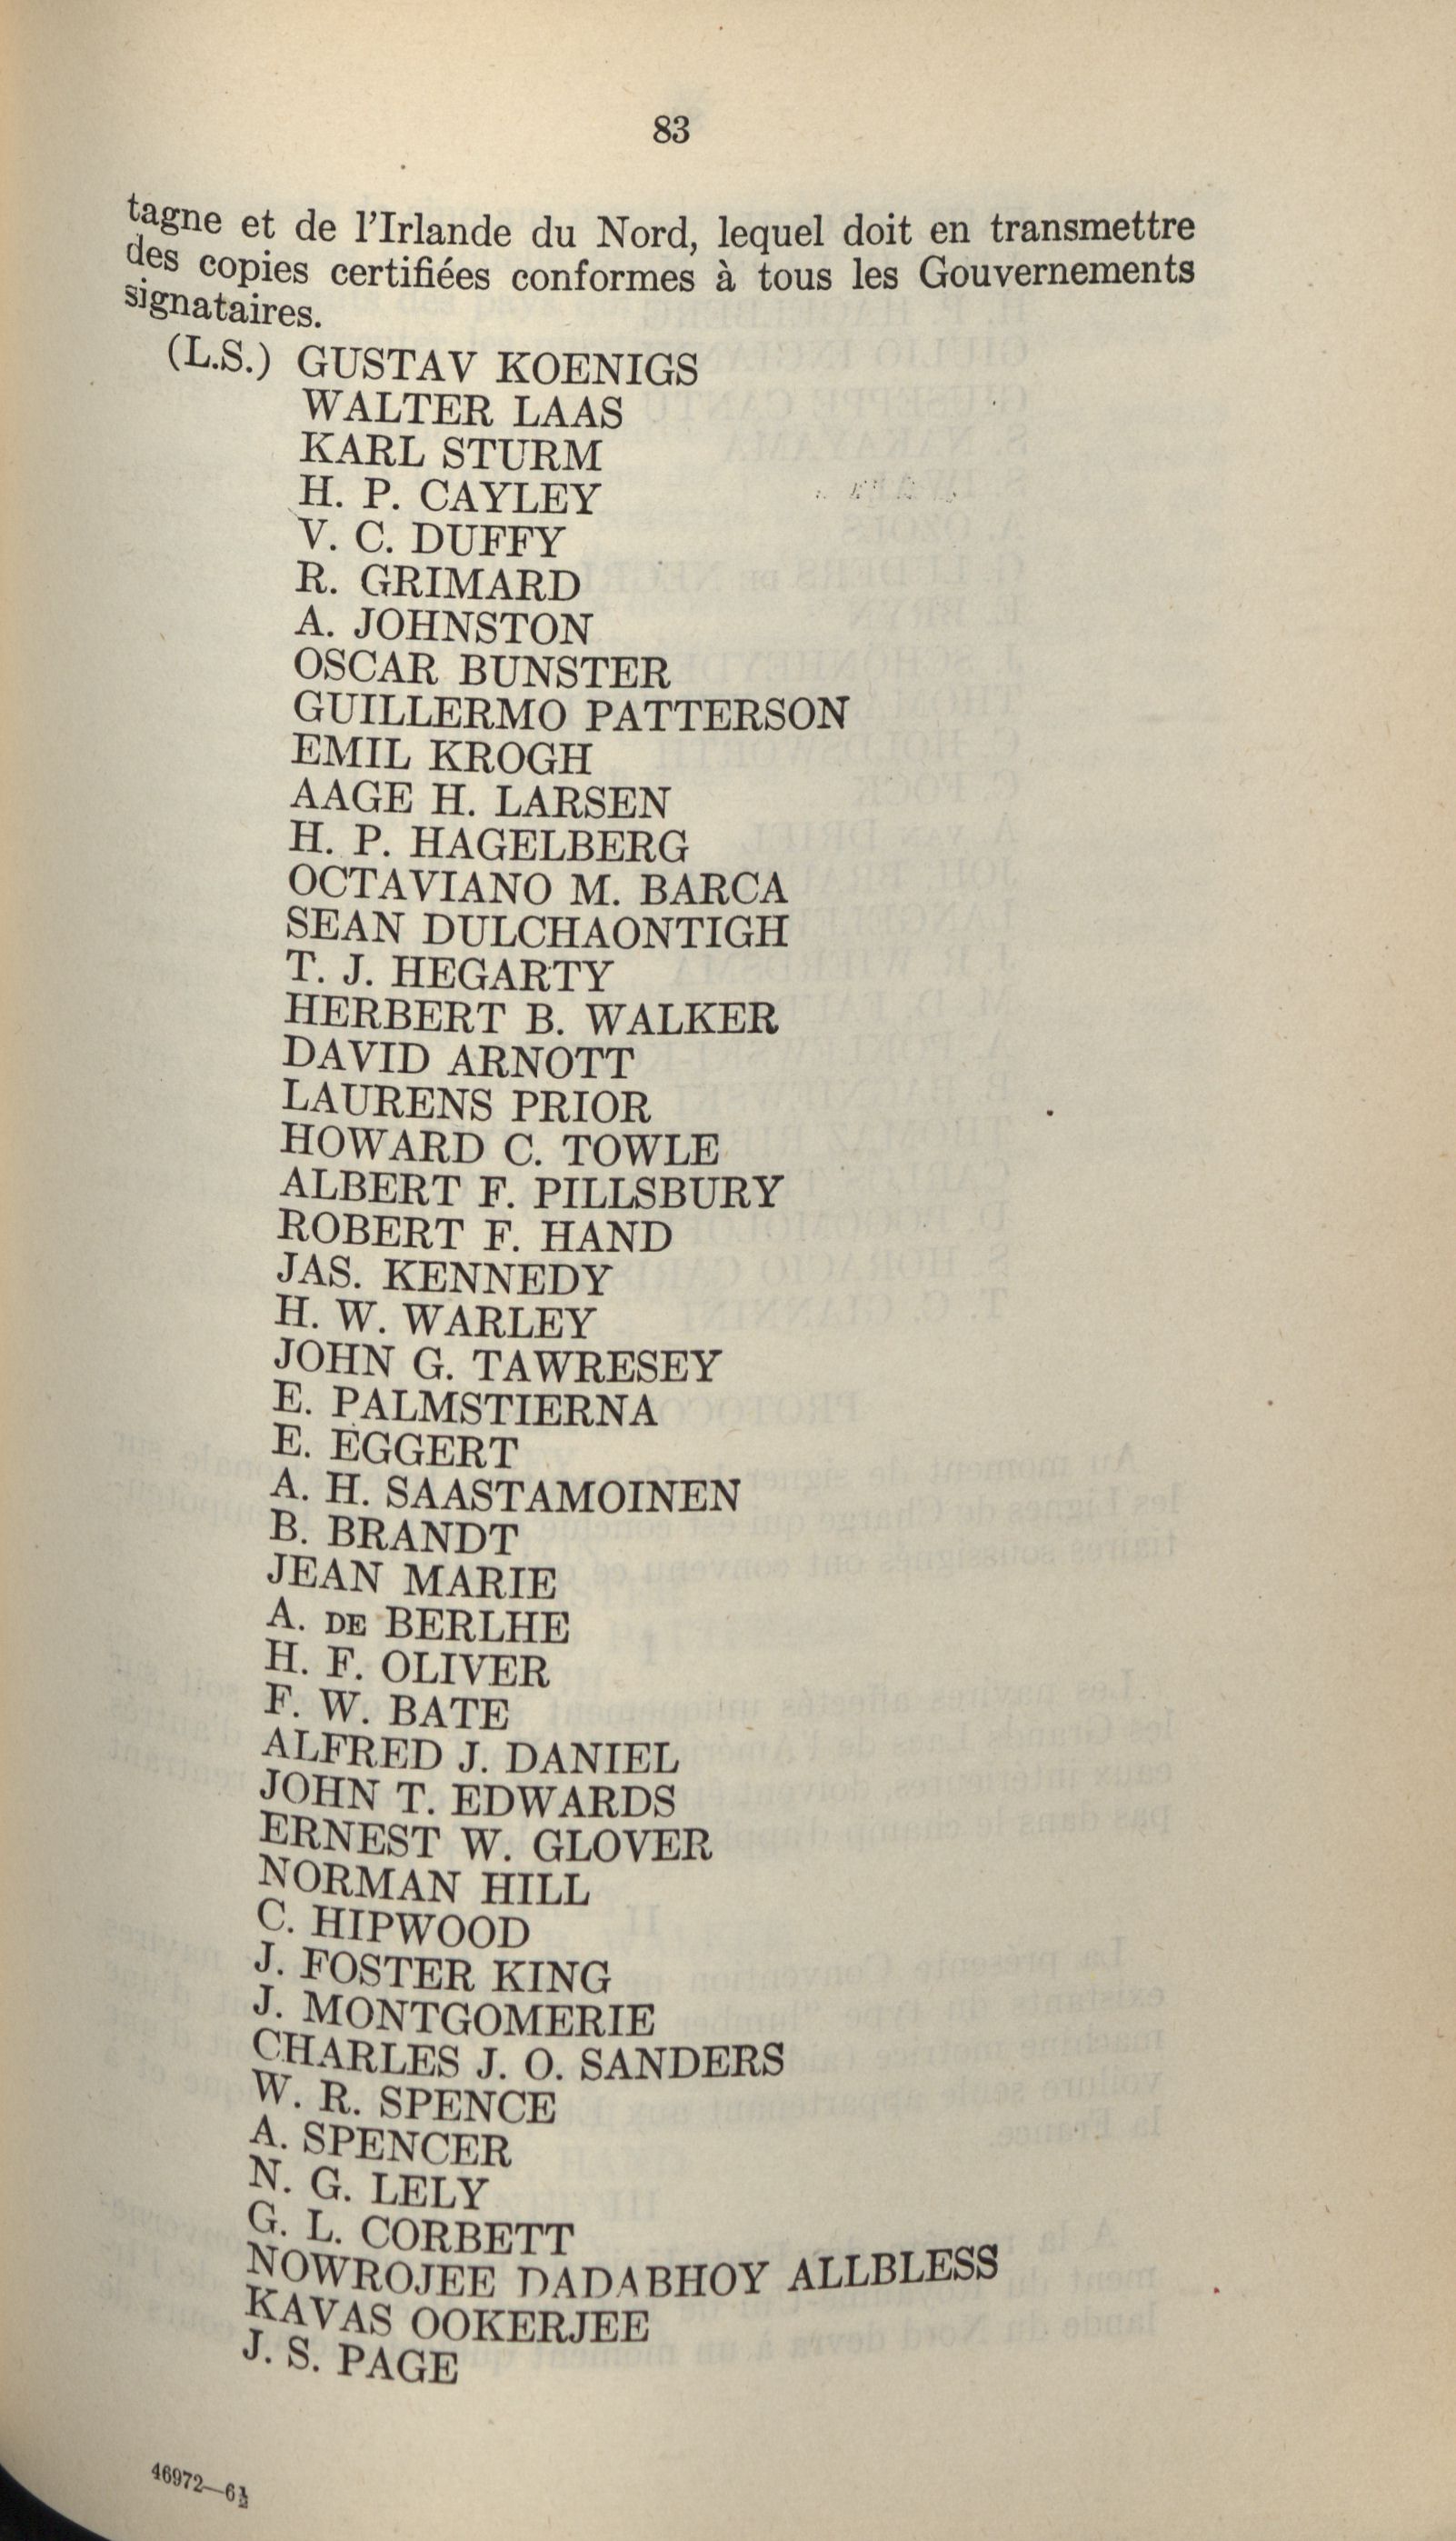 83
tagne et de l'Irlande du Nord, lequel doit en transmettre
des copies certifiées conformes à tous les Gouvernements
signataires.
(L.S.) GUSTAV KOENIGS
WALTER LAAS
KARL STURM
H. P. CAYLEY
V. C. DUFFY
R. GRIMARD
A. JOHNSTON
OSCAR BUNSTER
GUILLERMO PATTERSON
EMIL KROGH
AAGE H. LARSEN
H. P. HAGELBERG
OCTAVIANO M. BARCA
SEAN DULCHAONTIGH
T. J. HEGARTY
HERBERT B. WALKER
DAVID ARNOTT
LAURENS PRIOR
HOWARD C. TOWLE
ALBERT F. PILLSBURY
ROBERT F. HAND
JAS. KENNEDY
H. W. WARLEY
JOHN G. TAWRESEY
E. PALMSTIERNA
E. EGGERT
A. H. SAASTAMOINEN
B. BRANDT
JEAN MARIE
A. DE BERLHE
H. F. OLIVER
F. W. BATE
ALFRED J. DANIEL
JOHN T. EDWARDS
ERNEST W. GLOVER
NORMAN HILL
C. HIPWOOD
J. FOSTER KING
J. MONTGOMERIE
CHARLES J. O. SANDERS
W. R. SPENCE
A. SPENCER
N. G. LELY
G. L. CORBETT
NOWROJEE DADABHOY ALLBLESS
KAVAS OOKERJEE
J. S. PAGE
46972—6½